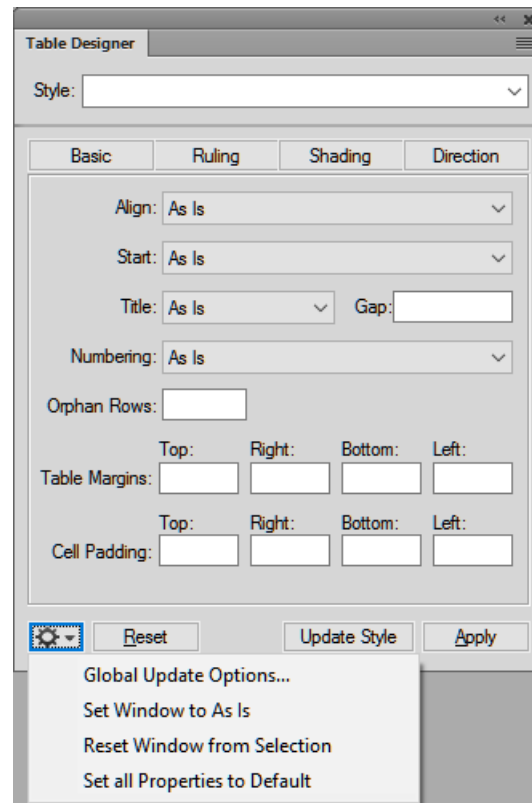 Table Designer
Style:
Basic Ruling Shading Direction
Align: As Is
Start: As Is
Title: As Is Gap:
Numbering: As Is
Orphan Rows:
Top: Right: Bottom: Left:
Table Margins:
Top: Right: Bottom: Left:
Cell Padding:
Reset Update Style Apply
Global Update Options...
Set Window to As Is
Reset Window from Selection
Set all Properties to Default